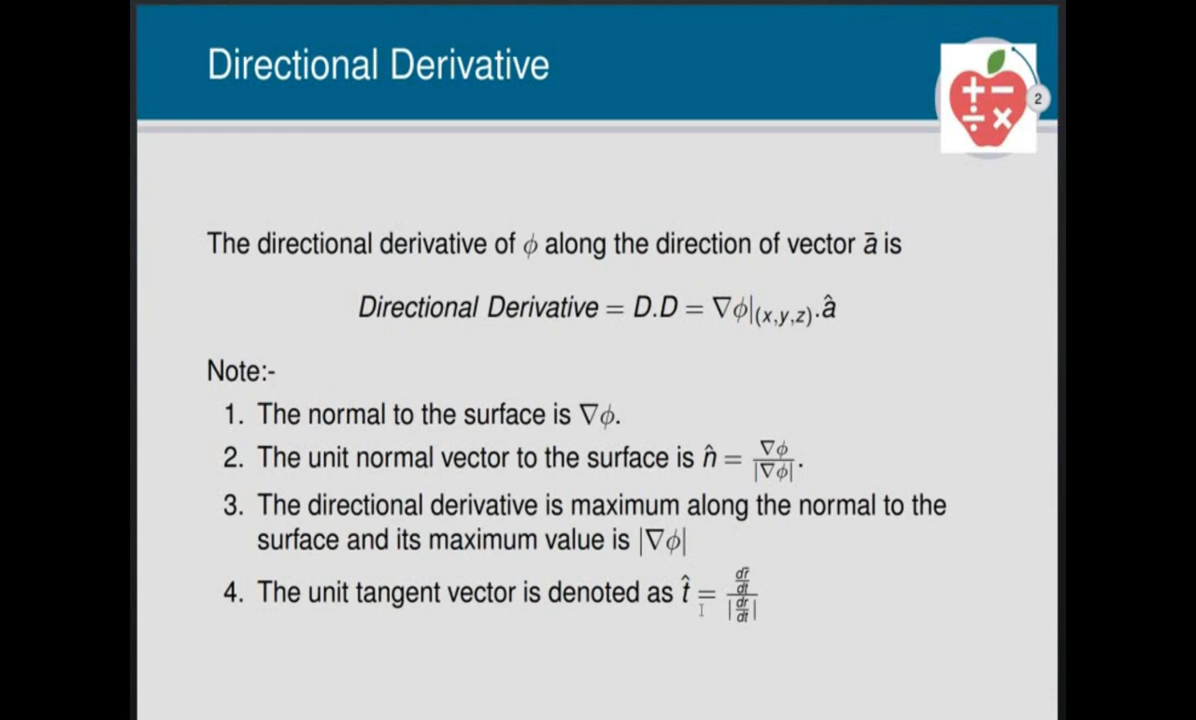 Directional Derivative
2
The directional derivative of ϕ along the direction of vector ā is
Directional Derivative = D.D = ∇ϕ|(x,y,z).â
Note:-
1. The normal to the surface is ∇ϕ.
2. The unit normal vector to the surface is n̂ = ∇ϕ/|∇ϕ|.
3. The directional derivative is maximum along the normal to the
surface and its maximum value is |∇ϕ|
4. The unit tangent vector is denoted as t̂ = (dr̄/dt)/|dr̄/dt|